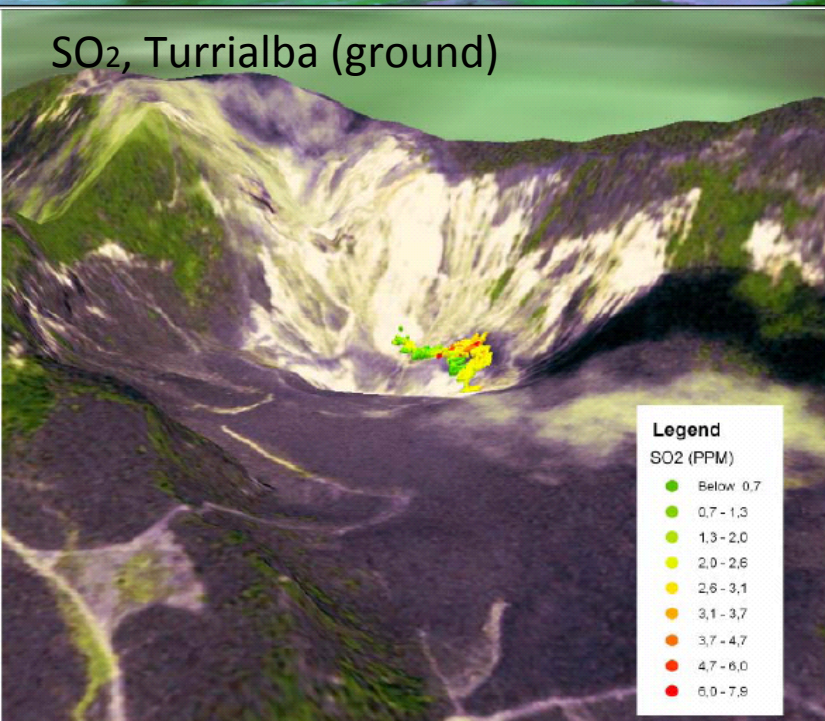 SO2, Turrialba (ground)
Legend
SO2 (PPM)
Below 0,7
0,7 - 1,3
1,3 - 2,0
2,0 - 2,6
2,6 - 3,1
3,1 - 3,7
3,7 - 4,7
4,7 - 6,0
6,0 - 7,9